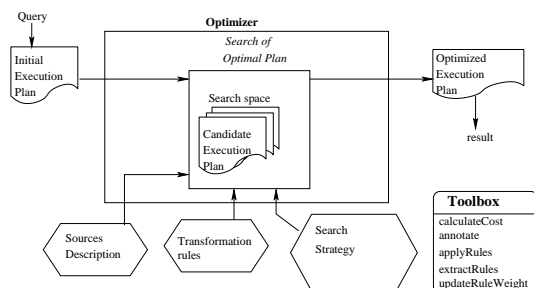 Query
Optimizer
Initial
Execution
Plan
Search of
Optimal Plan
Optimized
Execution
Plan
Search space
Candidate
Execution
Plan
result
Sources
Description
Transformation
rules
Search
Strategy
Toolbox
calculateCost
annotate
applyRules
extractRules
updateRuleWeight